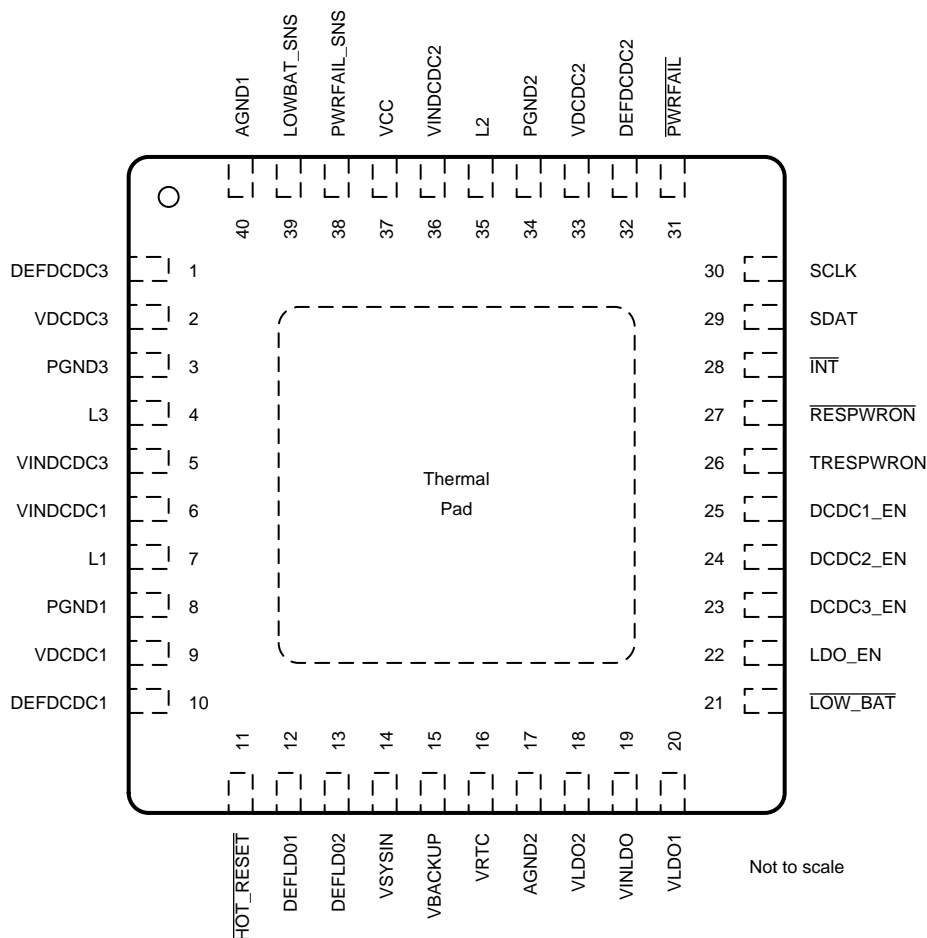 AGND1
LOWBAT_SNS
PWRFAIL_SNS
VCC
VINDCDC2
L2
PGND2
VDCDC2
DEFDCDC2
PWRFAIL
40
39
38
37
36
35
34
33
32
31
DEFDCDC3 1
VDCDC3 2
PGND3 3
L3 4
VINDCDC3 5
VINDCDC1 6
L1 7
PGND1 8
VDCDC1 9
DEFDCDC1 10
Thermal
Pad
30 SCLK
29 SDAT
28 INT
27 RESPWRON
26 TRESPWRON
25 DCDC1_EN
24 DCDC2_EN
23 DCDC3_EN
22 LDO_EN
21 LOW_BAT
11
12
13
14
15
16
17
18
19
20
HOT_RESET
DEFLD01
DEFLD02
VSYSIN
VBACKUP
VRTC
AGND2
VLDO2
VINLDO
VLDO1
Not to scale